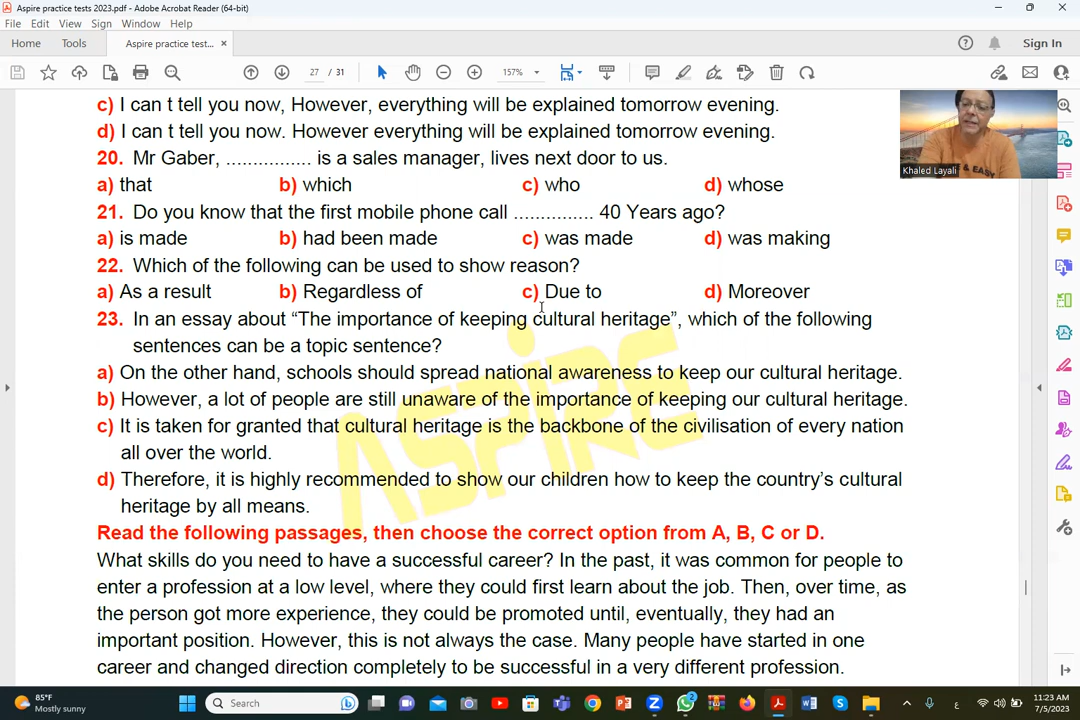 Aspire practice tests 2023.pdf - Adobe Acrobat Reader (64-bit)
File Edit View Sign Window Help
Home Tools Aspire practice test... × Sign In
27 / 31 157%
c) I can t tell you now, However, everything will be explained tomorrow evening.
d) I can t tell you now. However everything will be explained tomorrow evening.
20. Mr Gaber, ................ is a sales manager, lives next door to us.
a) that b) which c) who d) whose
21. Do you know that the first mobile phone call ............... 40 Years ago?
a) is made b) had been made c) was made d) was making
22. Which of the following can be used to show reason?
a) As a result b) Regardless of c) Due to d) Moreover
23. In an essay about “The importance of keeping cultural heritage”, which of the following
sentences can be a topic sentence?
a) On the other hand, schools should spread national awareness to keep our cultural heritage.
b) However, a lot of people are still unaware of the importance of keeping our cultural heritage.
c) It is taken for granted that cultural heritage is the backbone of the civilisation of every nation
all over the world.
d) Therefore, it is highly recommended to show our children how to keep the country’s cultural
heritage by all means.
Read the following passages, then choose the correct option from A, B, C or D.
What skills do you need to have a successful career? In the past, it was common for people to
enter a profession at a low level, where they could first learn about the job. Then, over time, as
the person got more experience, they could be promoted until, eventually, they had an
important position. However, this is not always the case. Many people have started in one
career and changed direction completely to be successful in a very different profession.
ASPIRE
& EASY
Khaled Layali
85°F
Mostly sunny
Search
2
ع
11:23 AM
7/5/2023